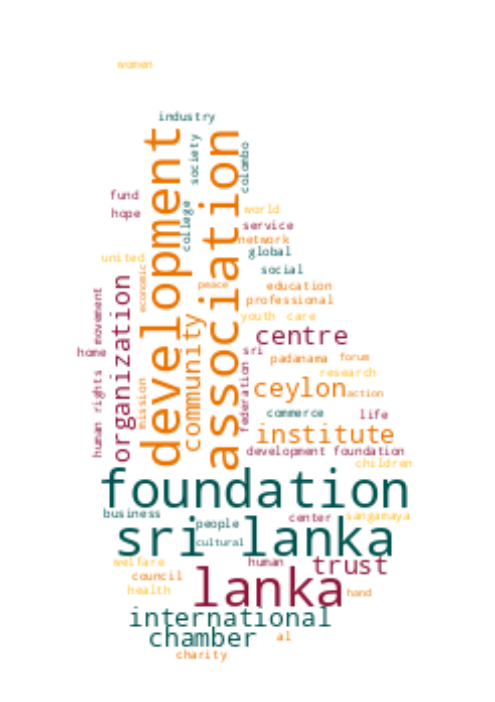 women
industry
development
association
society
colombo
fund
hope
college
world
service
network
global
united
economic
social
peace
education
professional
movement
organization
youth
care
community
centre
home
sri
padanama
forum
federation
research
human rights
mission
ceylon
action
commerce
life
institute
development foundation
children
foundation
business
people
center
sangamaya
sri lanka
cultural
welfare
human
trust
council
health
lanka
hand
international
chamber
al
charity